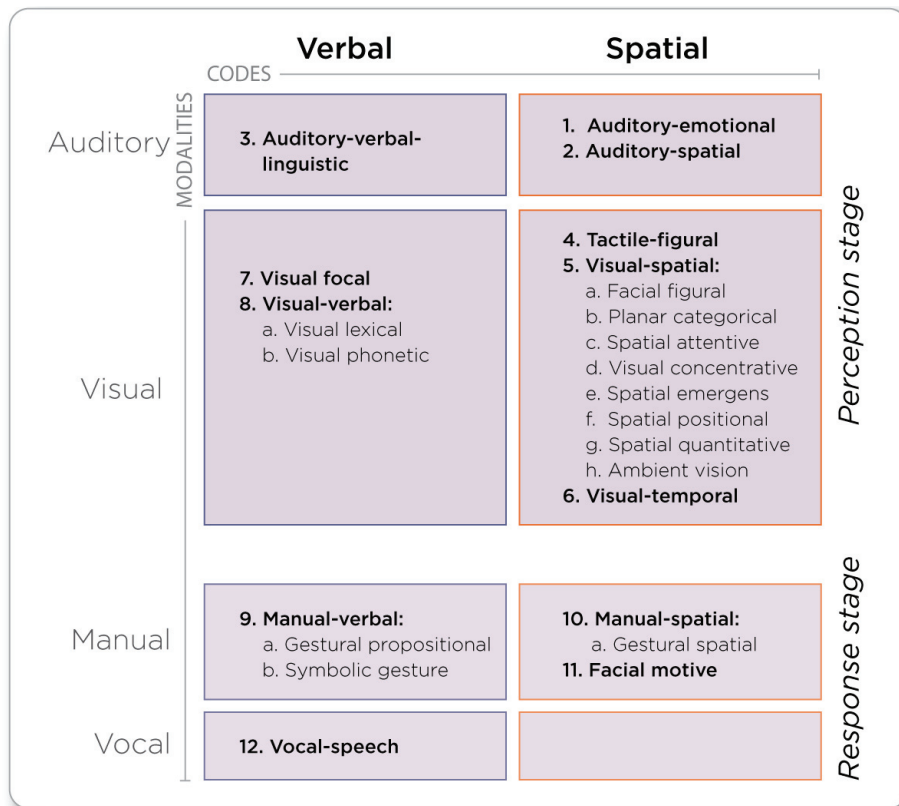 Verbal
Spatial
CODES
MODALITIES
Auditory
3. Auditory-verbal-
linguistic
1. Auditory-emotional
2. Auditory-spatial
Perception stage
Visual
7. Visual focal
8. Visual-verbal:
a. Visual lexical
b. Visual phonetic
4. Tactile-figural
5. Visual-spatial:
a. Facial figural
b. Planar categorical
c. Spatial attentive
d. Visual concentrative
e. Spatial emergens
f. Spatial positional
g. Spatial quantitative
h. Ambient vision
6. Visual-temporal
Response stage
Manual
9. Manual-verbal:
a. Gestural propositional
b. Symbolic gesture
10. Manual-spatial:
a. Gestural spatial
11. Facial motive
Vocal
12. Vocal-speech